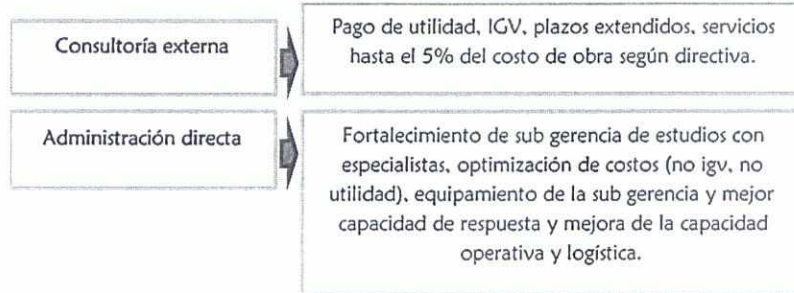 Consultoría externa
Pago de utilidad, IGV, plazos extendidos, servicios
hasta el 5% del costo de obra según directiva.
Administración directa
Fortalecimiento de sub gerencia de estudios con
especialistas, optimización de costos (no igv, no
utilidad), equipamiento de la sub gerencia y mejor
capacidad de respuesta y mejora de la capacidad
operativa y logística.